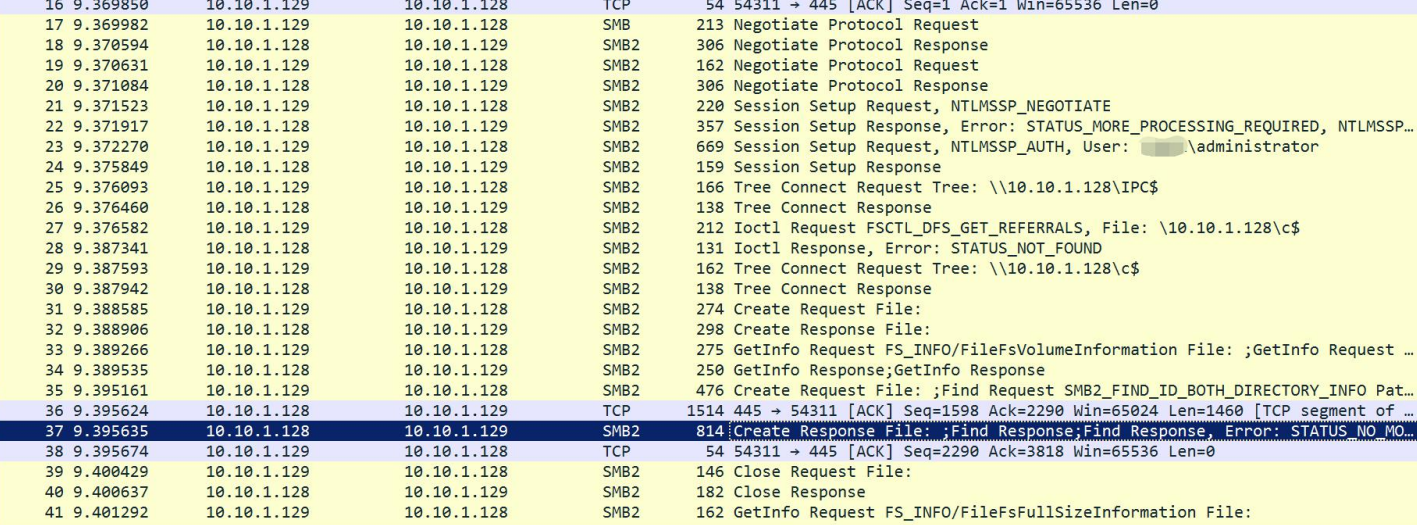 16 9.369850 10.10.1.129 10.10.1.128 TCP 54 54311 → 445 [ACK] Seq=1 Ack=1 Win=65536 Len=0
17 9.369982 10.10.1.129 10.10.1.128 SMB 213 Negotiate Protocol Request
18 9.370594 10.10.1.128 10.10.1.129 SMB2 306 Negotiate Protocol Response
19 9.370631 10.10.1.129 10.10.1.128 SMB2 162 Negotiate Protocol Request
20 9.371084 10.10.1.128 10.10.1.129 SMB2 306 Negotiate Protocol Response
21 9.371523 10.10.1.129 10.10.1.128 SMB2 220 Session Setup Request, NTLMSSP_NEGOTIATE
22 9.371917 10.10.1.128 10.10.1.129 SMB2 357 Session Setup Response, Error: STATUS_MORE_PROCESSING_REQUIRED, NTLMSSP…
23 9.372270 10.10.1.129 10.10.1.128 SMB2 669 Session Setup Request, NTLMSSP_AUTH, User: \administrator
24 9.375849 10.10.1.128 10.10.1.129 SMB2 159 Session Setup Response
25 9.376093 10.10.1.129 10.10.1.128 SMB2 166 Tree Connect Request Tree: \\10.10.1.128\IPC$
26 9.376460 10.10.1.128 10.10.1.129 SMB2 138 Tree Connect Response
27 9.376582 10.10.1.129 10.10.1.128 SMB2 212 Ioctl Request FSCTL_DFS_GET_REFERRALS, File: \10.10.1.128\c$
28 9.387341 10.10.1.128 10.10.1.129 SMB2 131 Ioctl Response, Error: STATUS_NOT_FOUND
29 9.387593 10.10.1.129 10.10.1.128 SMB2 162 Tree Connect Request Tree: \\10.10.1.128\c$
30 9.387942 10.10.1.128 10.10.1.129 SMB2 138 Tree Connect Response
31 9.388585 10.10.1.129 10.10.1.128 SMB2 274 Create Request File:
32 9.388906 10.10.1.128 10.10.1.129 SMB2 298 Create Response File:
33 9.389266 10.10.1.129 10.10.1.128 SMB2 275 GetInfo Request FS_INFO/FileFsVolumeInformation File: ;GetInfo Request …
34 9.389535 10.10.1.128 10.10.1.129 SMB2 250 GetInfo Response;GetInfo Response
35 9.395161 10.10.1.129 10.10.1.128 SMB2 476 Create Request File: ;Find Request SMB2_FIND_ID_BOTH_DIRECTORY_INFO Pat…
36 9.395624 10.10.1.128 10.10.1.129 TCP 1514 445 → 54311 [ACK] Seq=1598 Ack=2290 Win=65024 Len=1460 [TCP segment of …
37 9.395635 10.10.1.128 10.10.1.129 SMB2 814 Create Response File: ;Find Response;Find Response, Error: STATUS_NO_MO…
38 9.395674 10.10.1.129 10.10.1.128 TCP 54 54311 → 445 [ACK] Seq=2290 Ack=3818 Win=65536 Len=0
39 9.400429 10.10.1.129 10.10.1.128 SMB2 146 Close Request File:
40 9.400637 10.10.1.128 10.10.1.129 SMB2 182 Close Response
41 9.401292 10.10.1.129 10.10.1.128 SMB2 162 GetInfo Request FS_INFO/FileFsFullSizeInformation File: